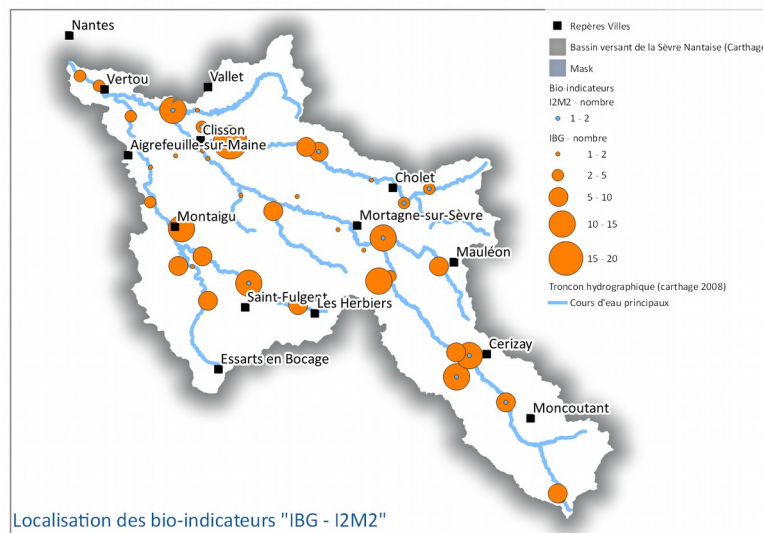 Nantes
Vertou
Vallet
Clisson
Aigrefeuille-sur-Maine
Cholet
Montaigu
Mortagne-sur-Sèvre
Mauléon
Saint-Fulgent
Les Herbiers
Essarts en Bocage
Cerizay
Moncoutant
Repères Villes
Bassin versant de la Sèvre Nantaise (Carthage
Mask
Bio-indicateurs
I2M2 - nombre
1 - 2
IBG - nombre
1 - 2
2 - 5
5 - 10
10 - 15
15 - 20
Troncon hydrographique (carthage 2008)
Cours d'eau principaux
Localisation des bio-indicateurs "IBG - I2M2"